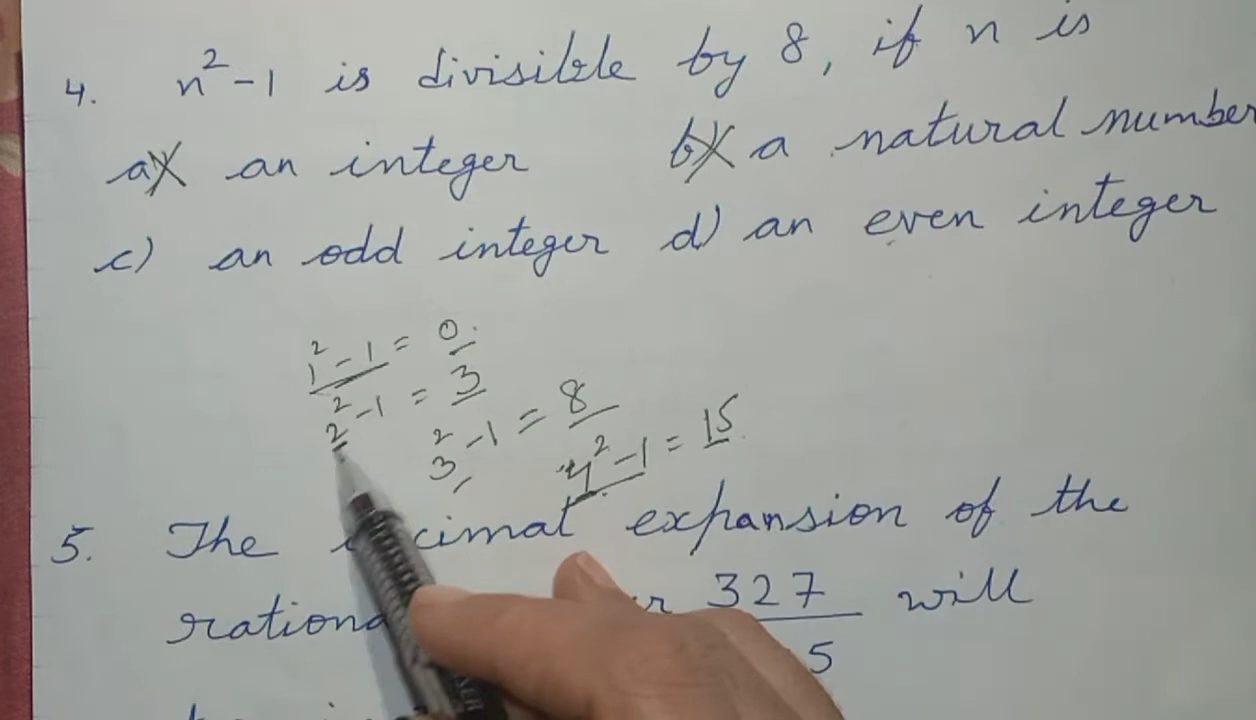 4. n²-1 is divisible by 8, if n is
a) an integer b) a natural number
c) an odd integer d) an even integer
1²-1 = 0.
2²-1 = 3
3²-1 = 8
4²-1 = 15
5. The expansion of the
327 will
5